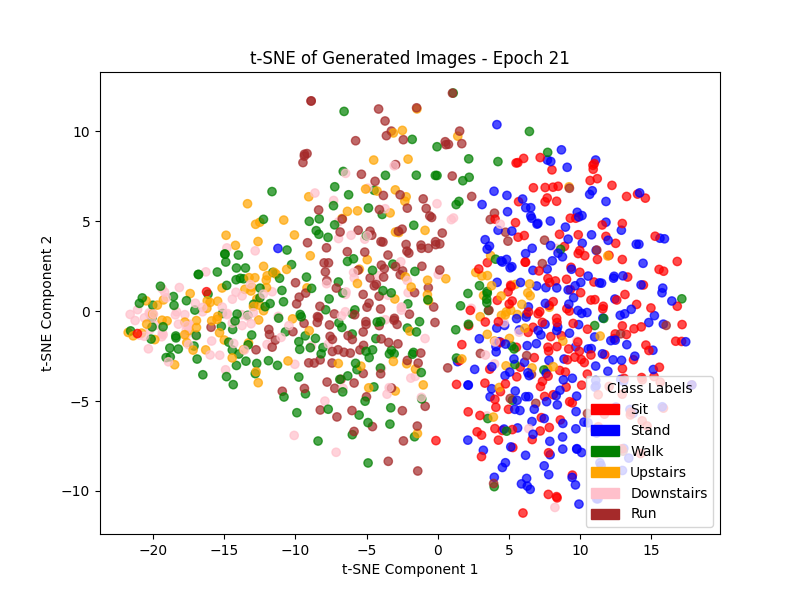 t-SNE of Generated Images - Epoch 21
t-SNE Component 2
10
5
0
−5
−10
−20
−15
−10
−5
0
5
10
15
t-SNE Component 1
Class Labels
Sit
Stand
Walk
Upstairs
Downstairs
Run